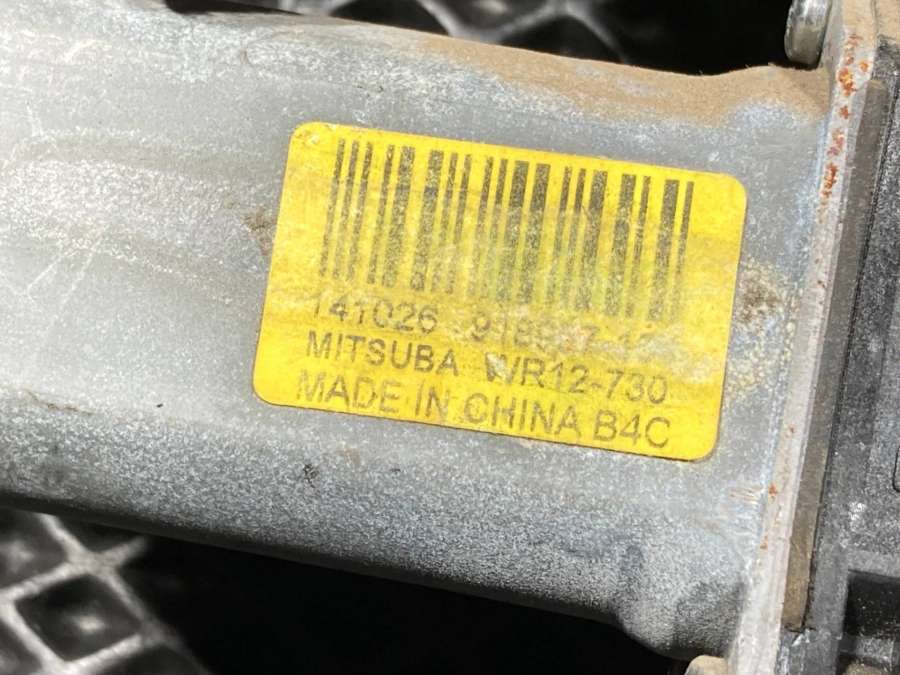 141026
MITSUBA WR12-730
MADE IN CHINA B4C